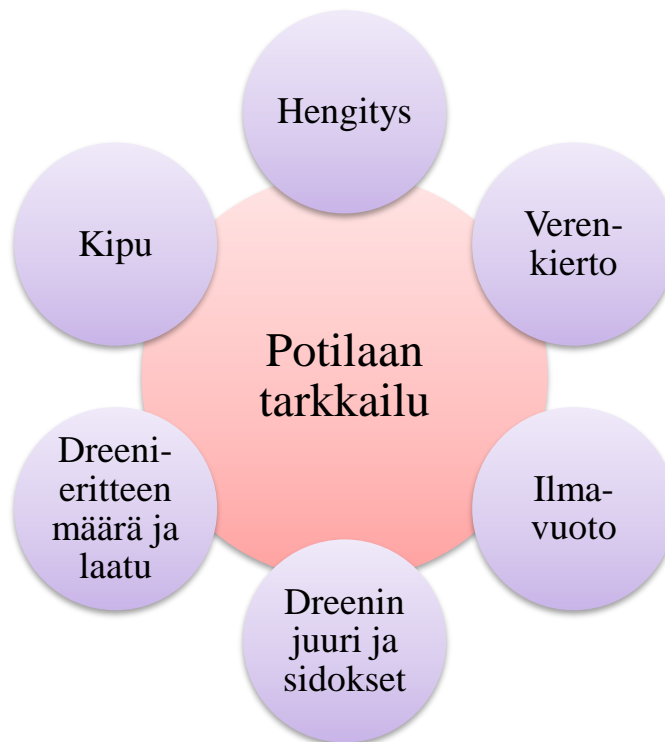 Hengitys
Veren-
kierto
Ilma-
vuoto
Dreenin
juuri ja
sidokset
Dreeni-
eritteen
määrä ja
laatu
Kipu
Potilaan
tarkkailu